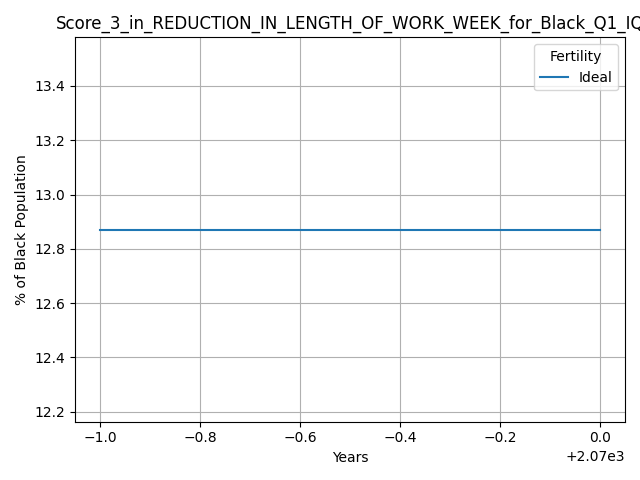 Score_3_in_REDUCTION_IN_LENGTH_OF_WORK_WEEK_for_Black_Q1_IQ
Fertility
Ideal
% of Black Population
13.4
13.2
13.0
12.8
12.6
12.4
12.2
−1.0 −0.8 −0.6 −0.4 −0.2 0.0
Years
+2.07e3